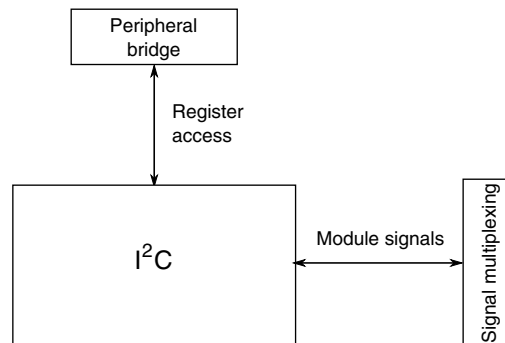 Peripheral
bridge
Register
access
I²C
Module signals
Signal multiplexing